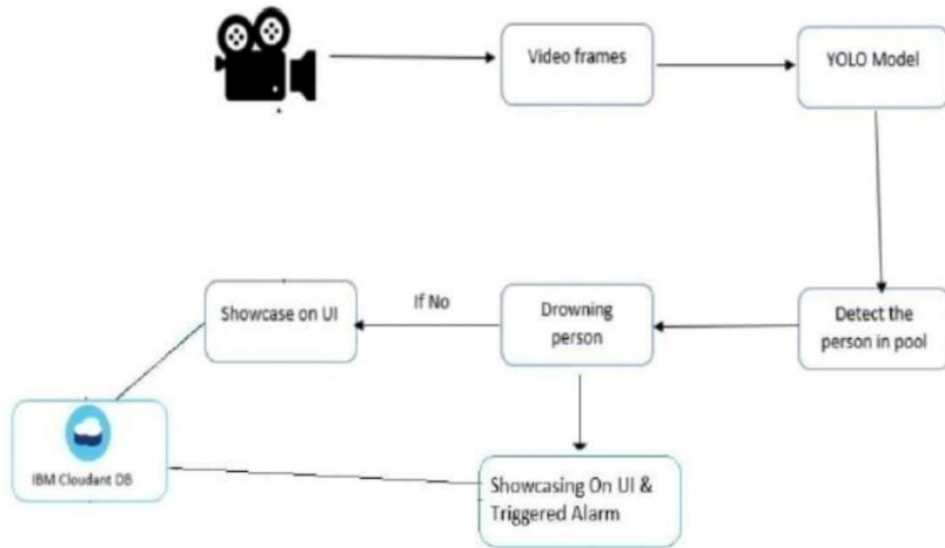 Video frames
YOLO Model
Showcase on UI
If No
Drowning
person
Detect the
person in pool
IBM Cloudant DB
Showcasing On UI &
Triggered Alarm